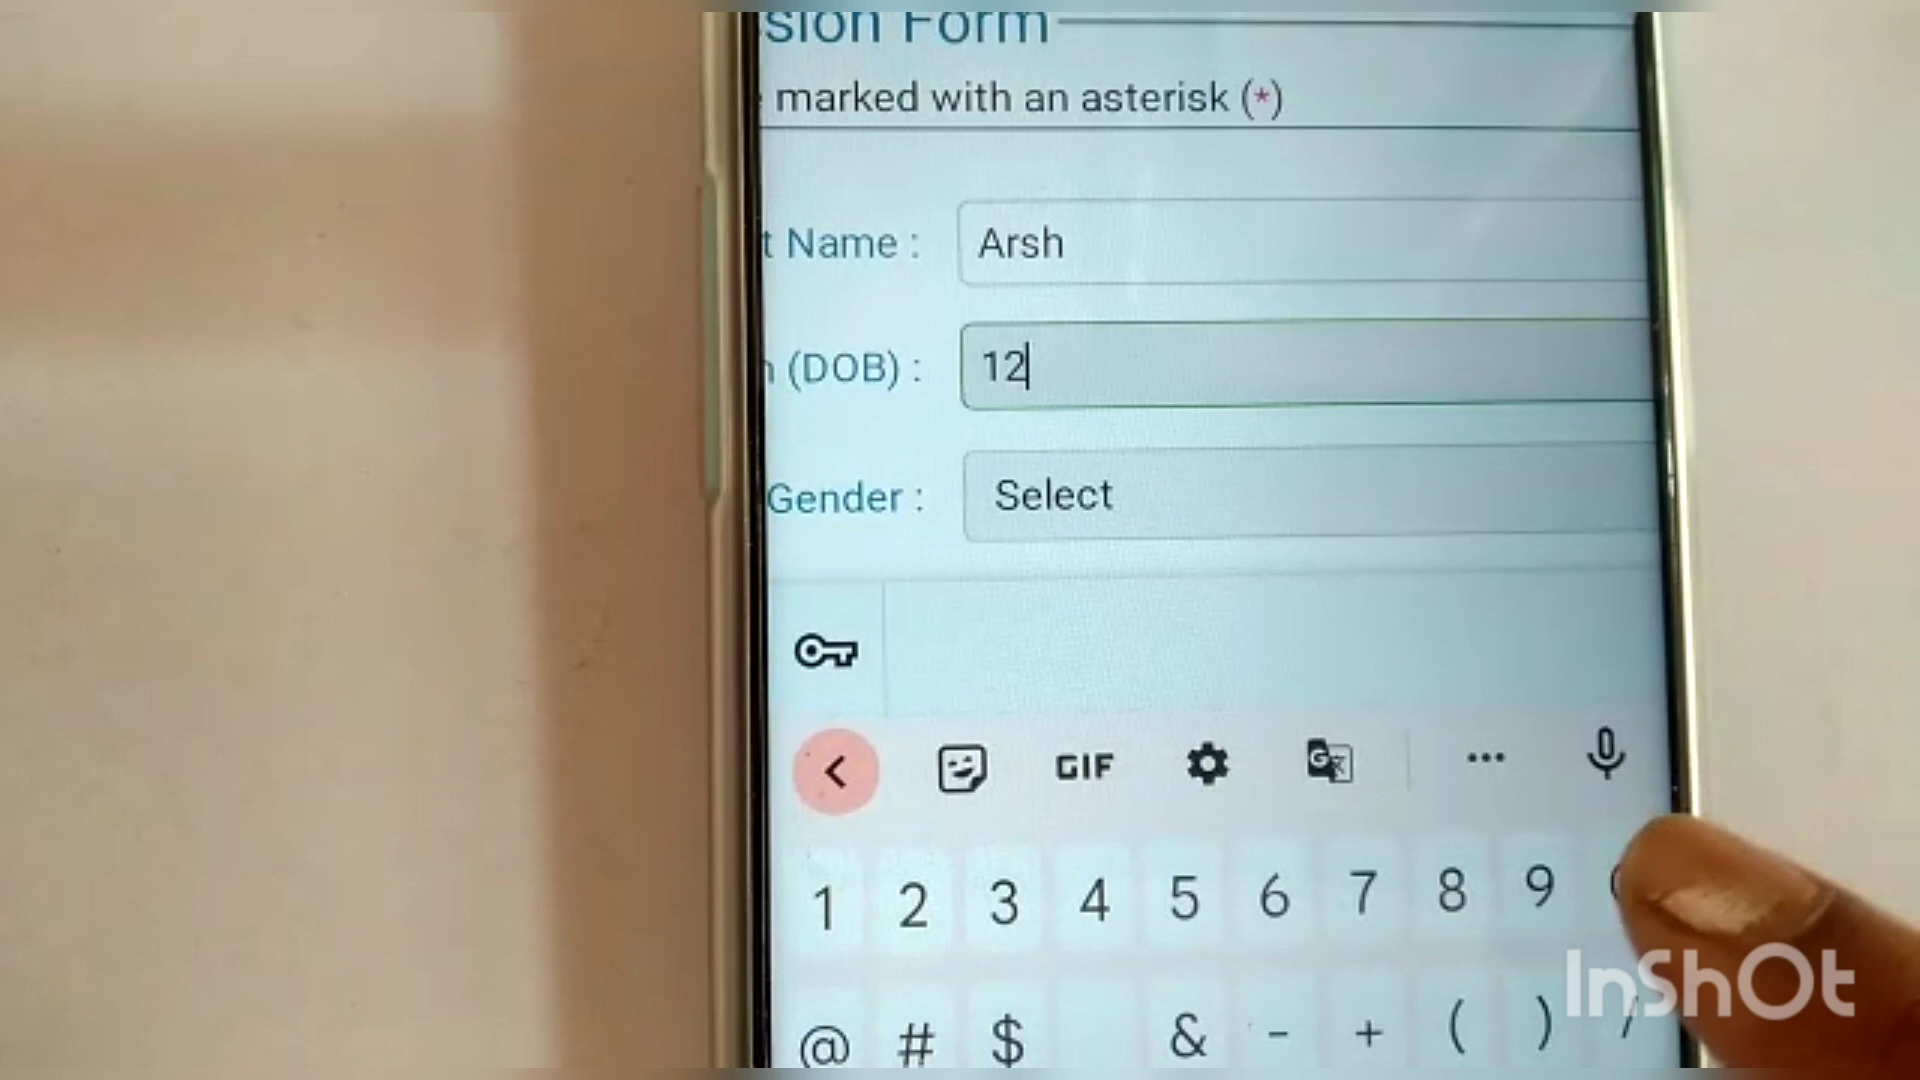 sion Form
marked with an asterisk (*)
t Name : Arsh
(DOB) : 12
Gender : Select
GIF
1 2 3 4 5 6 7 8 9
@ # $ & - + ( ) /
InShOt